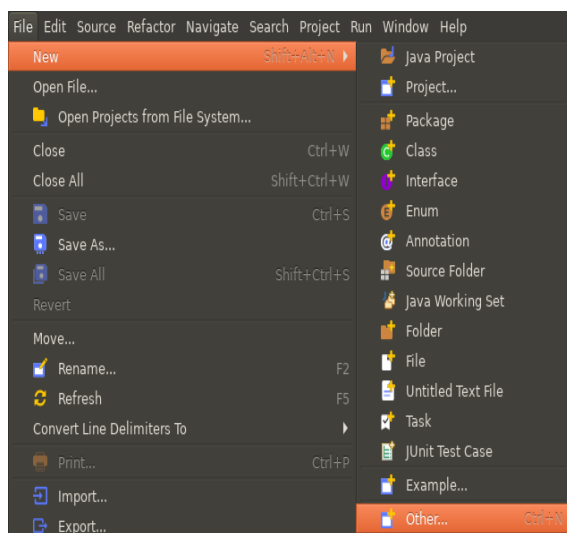 File Edit Source Refactor Navigate Search Project Run Window Help
New Shift+Alt+N
Open File...
Open Projects from File System...
Close Ctrl+W
Close All Shift+Ctrl+W
Save Ctrl+S
Save As...
Save All Shift+Ctrl+S
Revert
Move...
Rename... F2
Refresh F5
Convert Line Delimiters To
Print... Ctrl+P
Import...
Export...
Java Project
Project...
Package
Class
Interface
Enum
Annotation
Source Folder
Java Working Set
Folder
File
Untitled Text File
Task
JUnit Test Case
Example...
Other... Ctrl+N